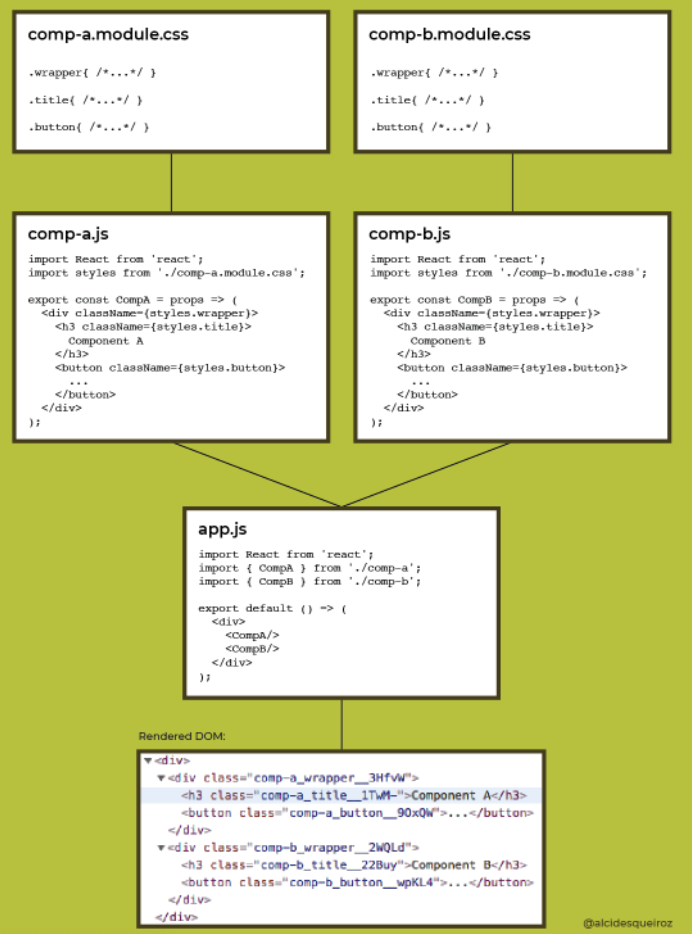 comp-a.module.css
.wrapper{ /*...*/ }
.title{ /*...*/ }
.button{ /*...*/ }
comp-b.module.css
.wrapper{ /*...*/ }
.title{ /*...*/ }
.button{ /*...*/ }
comp-a.js
import React from 'react';
import styles from './comp-a.module.css';
export const CompA = props => (
<div className={styles.wrapper}>
<h3 className={styles.title}>
Component A
</h3>
<button className={styles.button}>
...
</button>
</div>
);
comp-b.js
import React from 'react';
import styles from './comp-b.module.css';
export const CompB = props => (
<div className={styles.wrapper}>
<h3 className={styles.title}>
Component B
</h3>
<button className={styles.button}>
...
</button>
</div>
);
app.js
import React from 'react';
import { CompA } from './comp-a';
import { CompB } from './comp-b';
export default () => (
<div>
<CompA/>
<CompB/>
</div>
);
Rendered DOM:
▼<div>
▼<div class="comp-a_wrapper__3HfvW">
<h3 class="comp-a_title__1TwM-">Component A</h3>
<button class="comp-a_button__9OxQW">...</button>
</div>
▼<div class="comp-b_wrapper__2WQLd">
<h3 class="comp-b_title__22Buy">Component B</h3>
<button class="comp-b_button__wpKL4">...</button>
</div>
</div>
@alcidesqueiroz